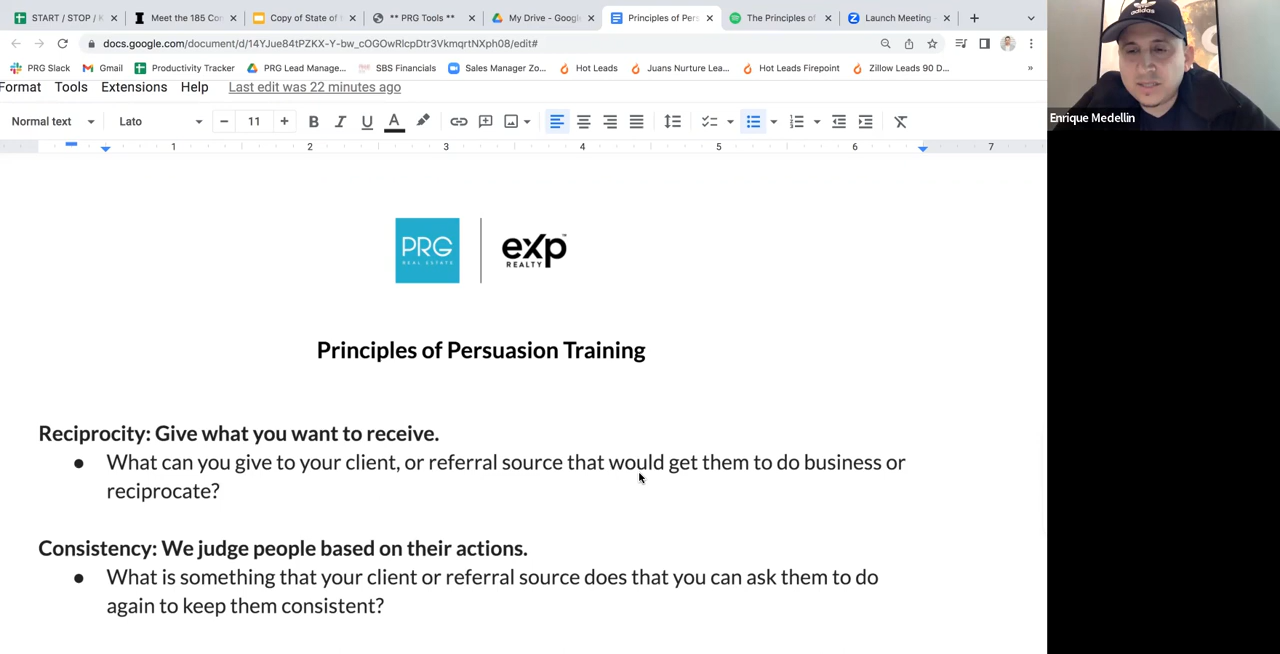 START / STOP / K
Meet the 185 Con
Copy of State of
** PRG Tools **
My Drive - Google
Principles of Pers
The Principles of
Launch Meeting
docs.google.com/document/d/14YJue84tPZKX-Y-bw_cOGOwRlcpDtr3VkmqrtNXph08/edit#
PRG Slack
Gmail
Productivity Tracker
PRG Lead Manage...
SBS Financials
Sales Manager Zo...
Hot Leads
Juans Nurture Lea...
Hot Leads Firepoint
Zillow Leads 90 D...
»
Format Tools Extensions Help Last edit was 22 minutes ago
Normal text Lato 11 B I U A
1 2 3 4 5 6 7
adidas
Enrique Medellin
PRG
REAL ESTATE
exp
REALTY
Principles of Persuasion Training
Reciprocity: Give what you want to receive.
● What can you give to your client, or referral source that would get them to do business or
reciprocate?
Consistency: We judge people based on their actions.
● What is something that your client or referral source does that you can ask them to do
again to keep them consistent?